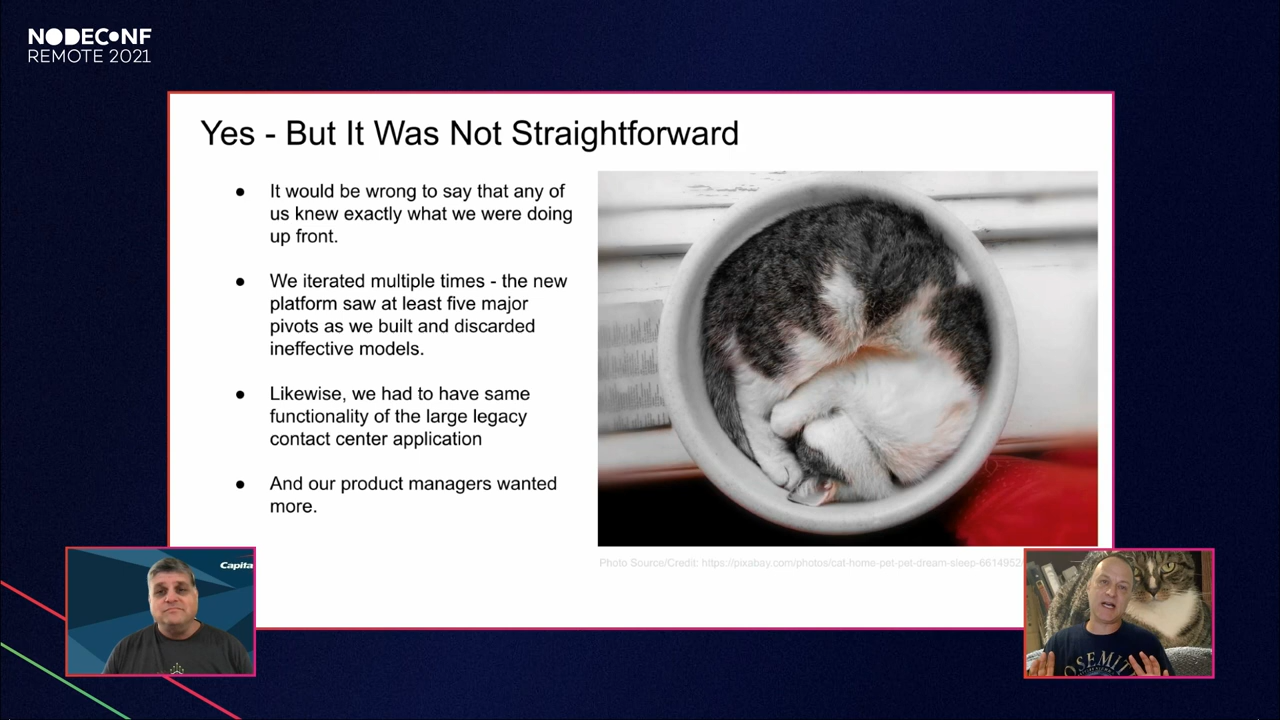 NODECONF
REMOTE 2021
Yes - But It Was Not Straightforward
● It would be wrong to say that any of
us knew exactly what we were doing
up front.
● We iterated multiple times - the new
platform saw at least five major
pivots as we built and discarded
ineffective models.
● Likewise, we had to have same
functionality of the large legacy
contact center application
● And our product managers wanted
more.
Photo Source/Credit: https://pixabay.com/photos/cat-home-pet-pet-dream-sleep-6614952
Capita
OSEMIT